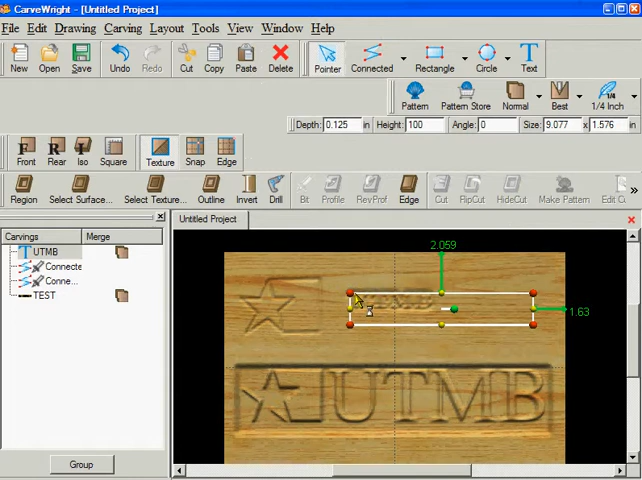 CarveWright - [Untitled Project]
File Edit Drawing Carving Layout Tools View Window Help
New Open Save Undo Redo Cut Copy Paste Delete Pointer Connected Rectangle Circle Text
Pattern Pattern Store Normal Best 1/4 Inch
Depth: 0.125 in Height: 100 Angle: 0 Size: 9.077 x 1.576 in
Front Rear Iso Square Texture Snap Edge
Region Select Surface... Select Texture... Outline Invert Drill Bit Profile RevProf Edge Cut FlipCut HideCut Make Pattern Edit C
Carvings Merge
UTMB
Connecte
Conne...
TEST
Group
Untitled Project
2.059
1.63
UTMB
UTMB